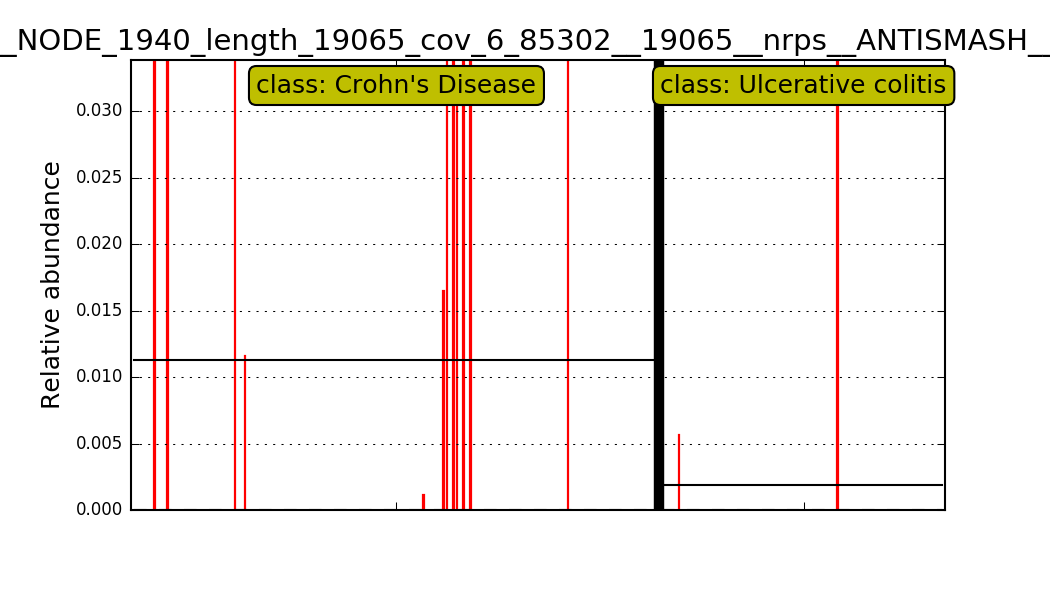 _NODE_1940_length_19065_cov_6_85302__19065__nrps__ANTISMASH__
class: Crohn's Disease
class: Ulcerative colitis
Relative abundance
0.030
0.025
0.020
0.015
0.010
0.005
0.000